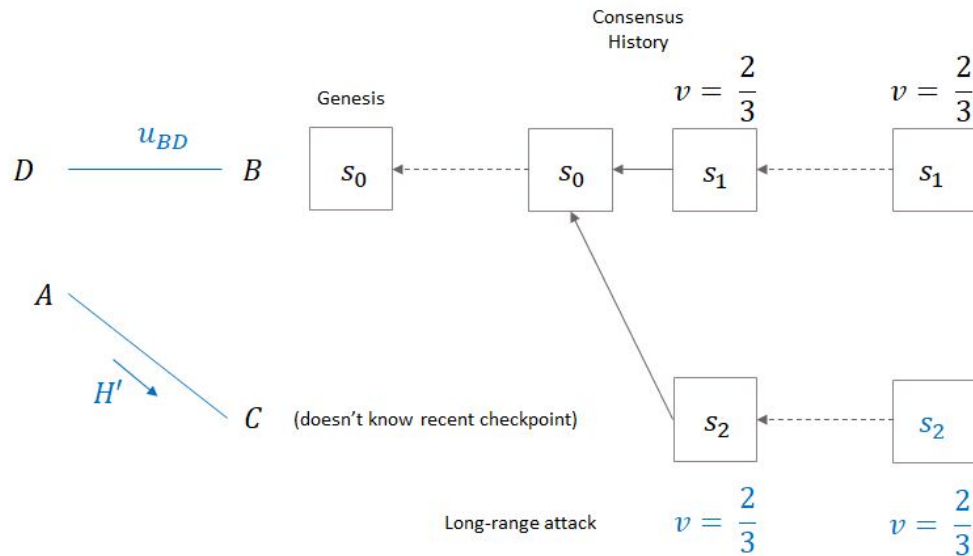 Consensus
History
v = 2/3
v = 2/3
Genesis
D
u_BD
B
s_0
s_0
s_1
s_1
A
H'
C
(doesn't know recent checkpoint)
s_2
s_2
Long-range attack
v = 2/3
v = 2/3